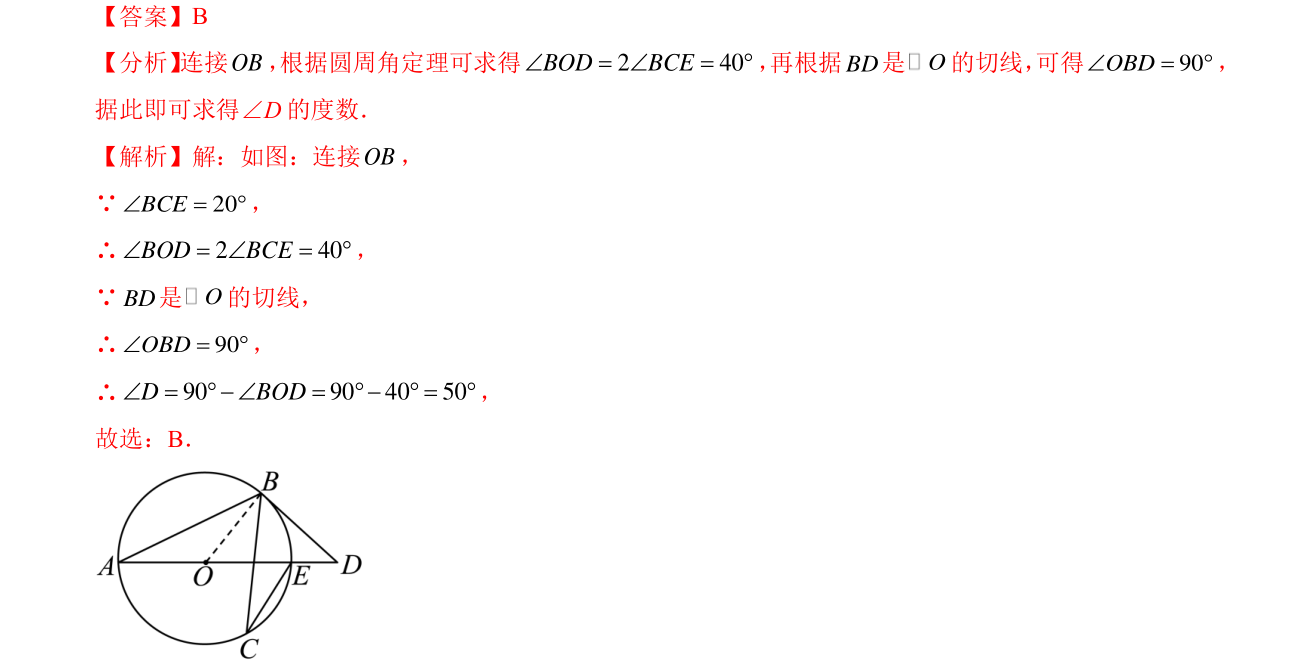 【答案】B
【分析】连接OB,根据圆周角定理可求得∠BOD=2∠BCE=40°,再根据BD是□ O的切线,可得∠OBD=90°,
据此即可求得∠D的度数.
【解析】解：如图：连接OB,
∵∠BCE=20°,
∴∠BOD=2∠BCE=40°,
∵BD是□ O的切线,
∴∠OBD=90°,
∴∠D=90°−∠BOD=90°−40°=50°,
故选：B.
B
A
O
E
D
C